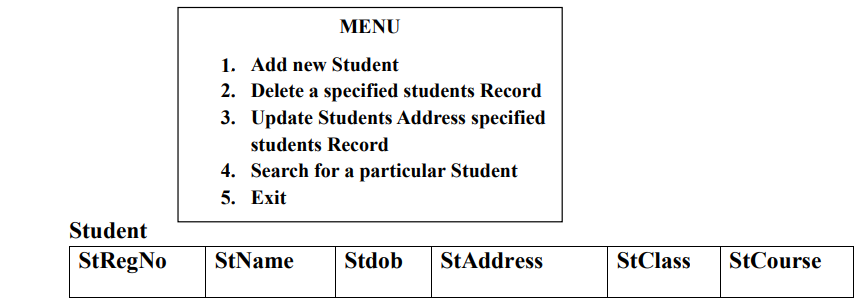 MENU
1. Add new Student
2. Delete a specified students Record
3. Update Students Address specified
students Record
4. Search for a particular Student
5. Exit
Student
StRegNo StName Stdob StAddress StClass StCourse